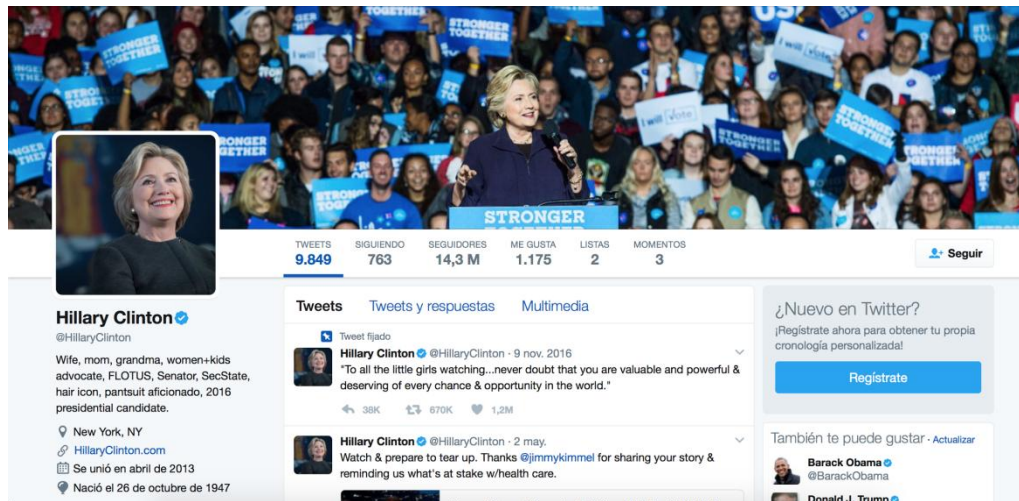 STRONGER TOGETHER
STRONGER TOGETHER
I will vote
I will vote
STRONGER TOGETHER
STRONGER TOGETHER
STRONGER
TOGETHER
TWEETS
9.849
SIGUIENDO
763
SEGUIDORES
14,3 M
ME GUSTA
1.175
LISTAS
2
MOMENTOS
3
Seguir
Hillary Clinton
@HillaryClinton
Wife, mom, grandma, women+kids
advocate, FLOTUS, Senator, SecState,
hair icon, pantsuit aficionado, 2016
presidential candidate.
New York, NY
HillaryClinton.com
Se unió en abril de 2013
Nació el 26 de octubre de 1947
Tweets Tweets y respuestas Multimedia
Tweet fijado
Hillary Clinton @HillaryClinton · 9 nov. 2016
"To all the little girls watching...never doubt that you are valuable and powerful &
deserving of every chance & opportunity in the world."
38K 670K 1,2M
Hillary Clinton @HillaryClinton · 2 may.
Watch & prepare to tear up. Thanks @jimmykimmel for sharing your story &
reminding us what's at stake w/health care.
¿Nuevo en Twitter?
¡Regístrate ahora para obtener tu propia
cronología personalizada!
Regístrate
También te puede gustar · Actualizar
Barack Obama
@BarackObama
Donald J. Trump